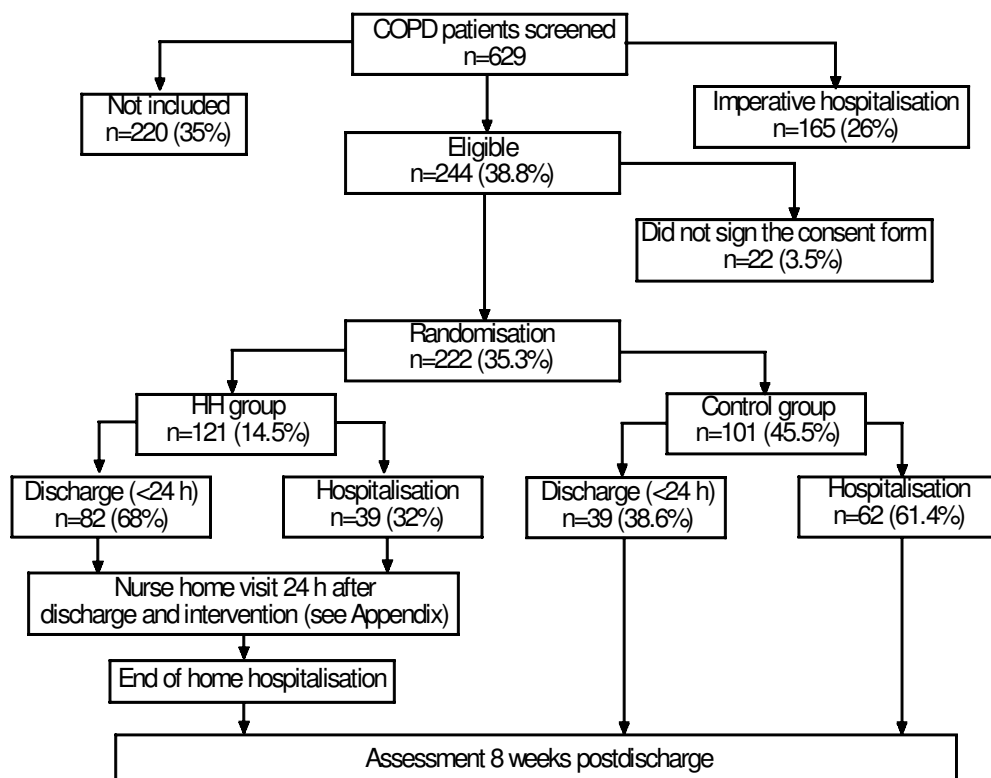 COPD patients screened
n=629
Not included
n=220 (35%)
Imperative hospitalisation
n=165 (26%)
Eligible
n=244 (38.8%)
Did not sign the consent form
n=22 (3.5%)
Randomisation
n=222 (35.3%)
HH group
n=121 (14.5%)
Control group
n=101 (45.5%)
Discharge (<24 h)
n=82 (68%)
Hospitalisation
n=39 (32%)
Discharge (<24 h)
n=39 (38.6%)
Hospitalisation
n=62 (61.4%)
Nurse home visit 24 h after
discharge and intervention (see Appendix)
End of home hospitalisation
Assessment 8 weeks postdischarge